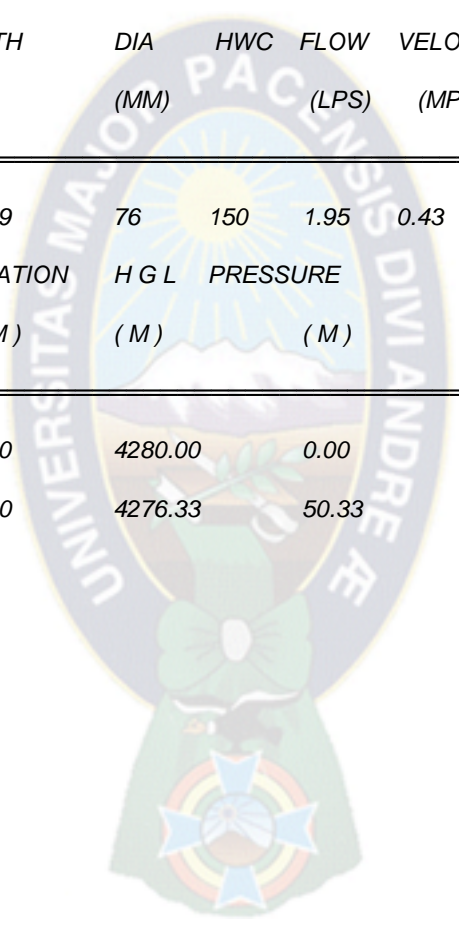 TH DIA HWC FLOW VELO
(MM) (LPS) (MP
9 76 150 1.95 0.43
ATION H G L PRESSURE
M ) ( M ) ( M )
0 4280.00 0.00
0 4276.33 50.33
UNIVERSITAS MAJOR PACENSIS DIVI ANDRE Æ